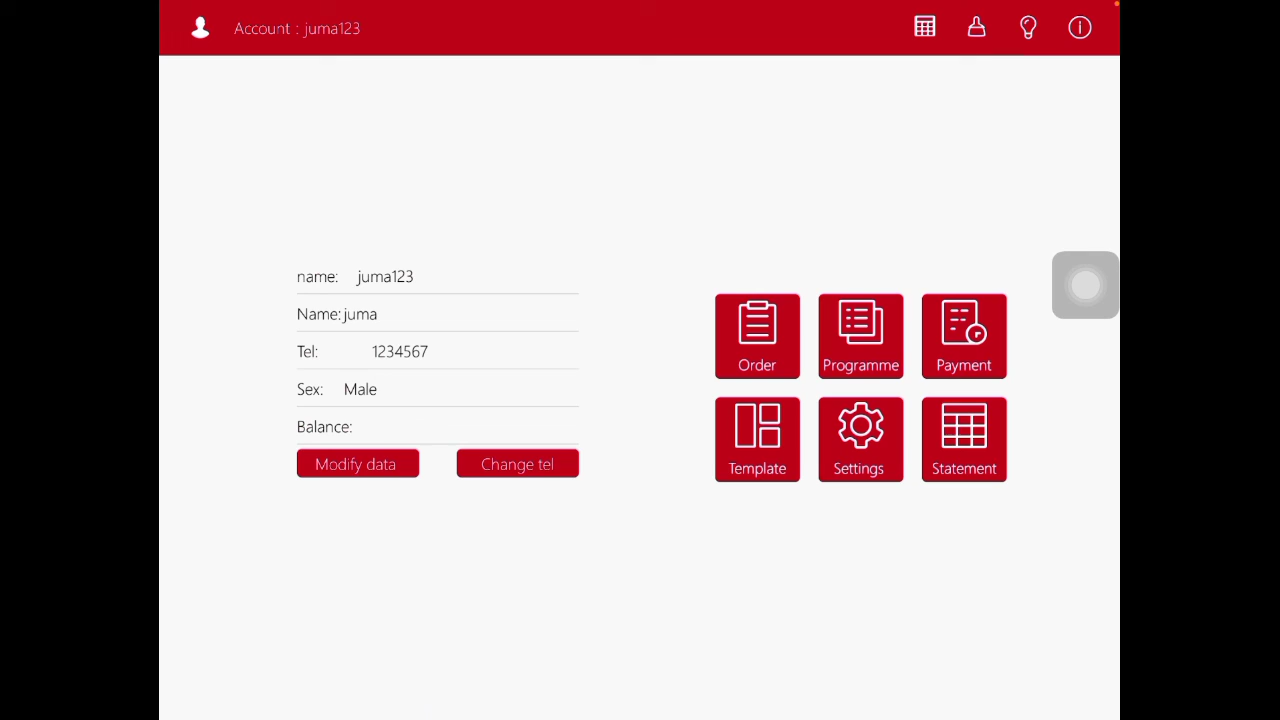 Account : juma123
name: juma123
Name: juma
Tel: 1234567
Sex: Male
Balance:
Modify data
Change tel
Order
Programme
Payment
Template
Settings
Statement